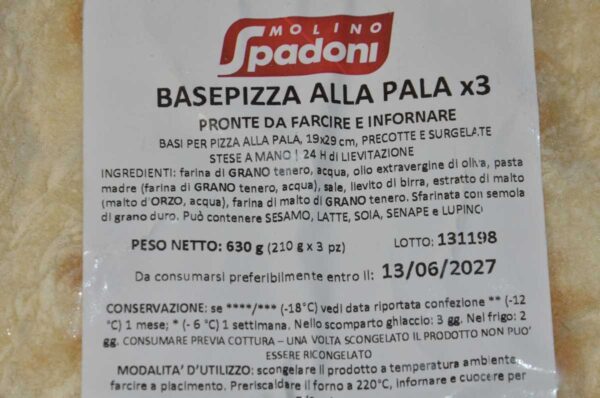 MOLINO
Spadoni
BASEPIZZA ALLA PALA x3
PRONTE DA FARCIRE E INFORNARE
BASI PER PIZZA ALLA PALA, 19x29 cm, PRECOTTE E SURGELATE
STESE A MANO | 24 H di LIEVITAZIONE
INGREDIENTI: farina di GRANO tenero, acqua, olio extravergine di oliva, pasta
madre (farina di GRANO tenero, acqua), sale, lievito di birra, estratto di malto
(malto d'ORZO, acqua), farina di malto di GRANO tenero. Sfarinata con semola
di grano duro. Può contenere SESAMO, LATTE, SOIA, SENAPE e LUPINO
PESO NETTO: 630 g (210 g x 3 pz) LOTTO: 131198
Da consumarsi preferibilmente entro il: 13/06/2027
CONSERVAZIONE: se ****/*** (-18°C) vedi data riportata confezione ** (-12
°C) 1 mese; * (- 6 °C) 1 settimana. Nello scomparto ghiaccio: 3 gg. Nel frigo: 2
gg. CONSUMARE PREVIA COTTURA – UNA VOLTA SCONGELATO IL PRODOTTO NON PUO'
ESSERE RICONGELATO
MODALITA' D'UTILIZO: scongelare il prodotto a temperatura ambiente,
farcire a placimento. Preriscaldare il forno a 220°C, infornare e cuocere per